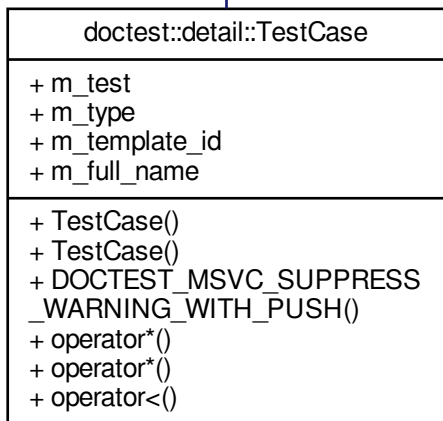 doctest::detail::TestCase
+ m_test
+ m_type
+ m_template_id
+ m_full_name
+ TestCase()
+ TestCase()
+ DOCTEST_MSVC_SUPPRESS
_WARNING_WITH_PUSH()
+ operator*()
+ operator*()
+ operator<()